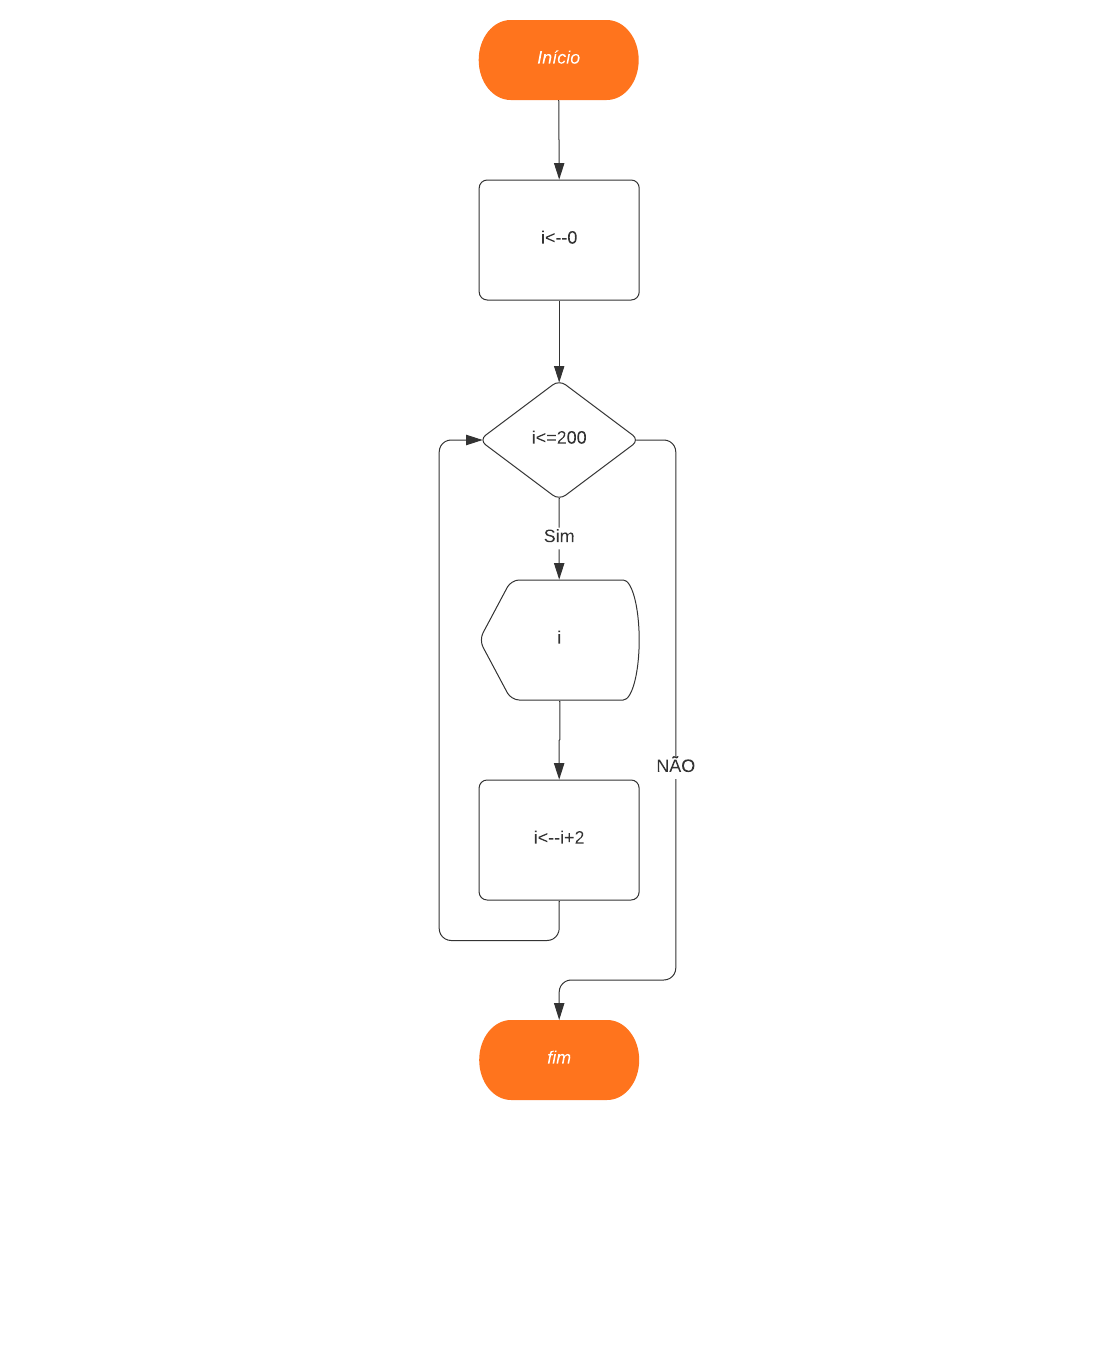 Início
i<--0
i<=200
Sim
i
NÃO
i<--i+2
fim